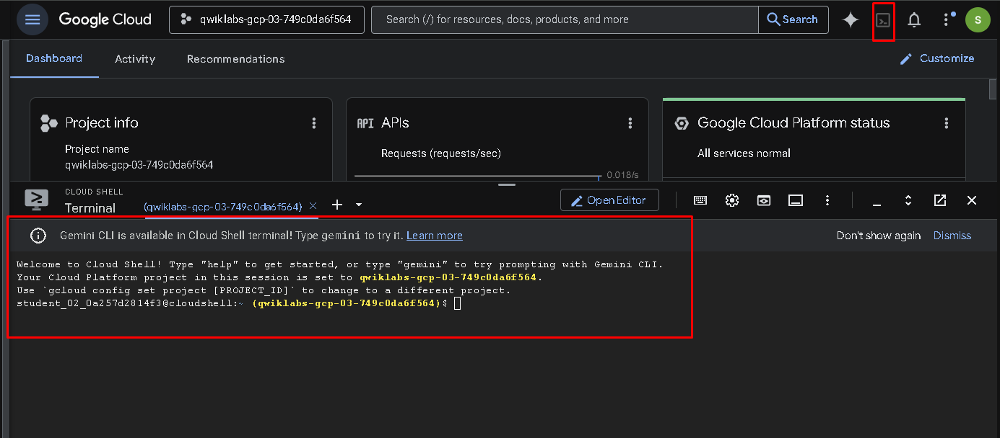 Google Cloud
qwiklabs-gcp-03-749c0da6f564
Search (/) for resources, docs, products, and more
Search
S
Dashboard
Activity
Recommendations
Customize
Project info
Project name
qwiklabs-gcp-03-749c0da6f564
API APIs
Requests (requests/sec)
0.018/s
Google Cloud Platform status
All services normal
CLOUD SHELL
Terminal
(qwiklabs-gcp-03-749c0da6f564)
Open Editor
Gemini CLI is available in Cloud Shell terminal! Type gemini to try it. Learn more
Don't show again
Dismiss
Welcome to Cloud Shell! Type "help" to get started, or type "gemini" to try prompting with Gemini CLI.
Your Cloud Platform project in this session is set to qwiklabs-gcp-03-749c0da6f564.
Use `gcloud config set project [PROJECT_ID]` to change to a different project.
student_02_0a257d2814f3@cloudshell:~ (qwiklabs-gcp-03-749c0da6f564)$